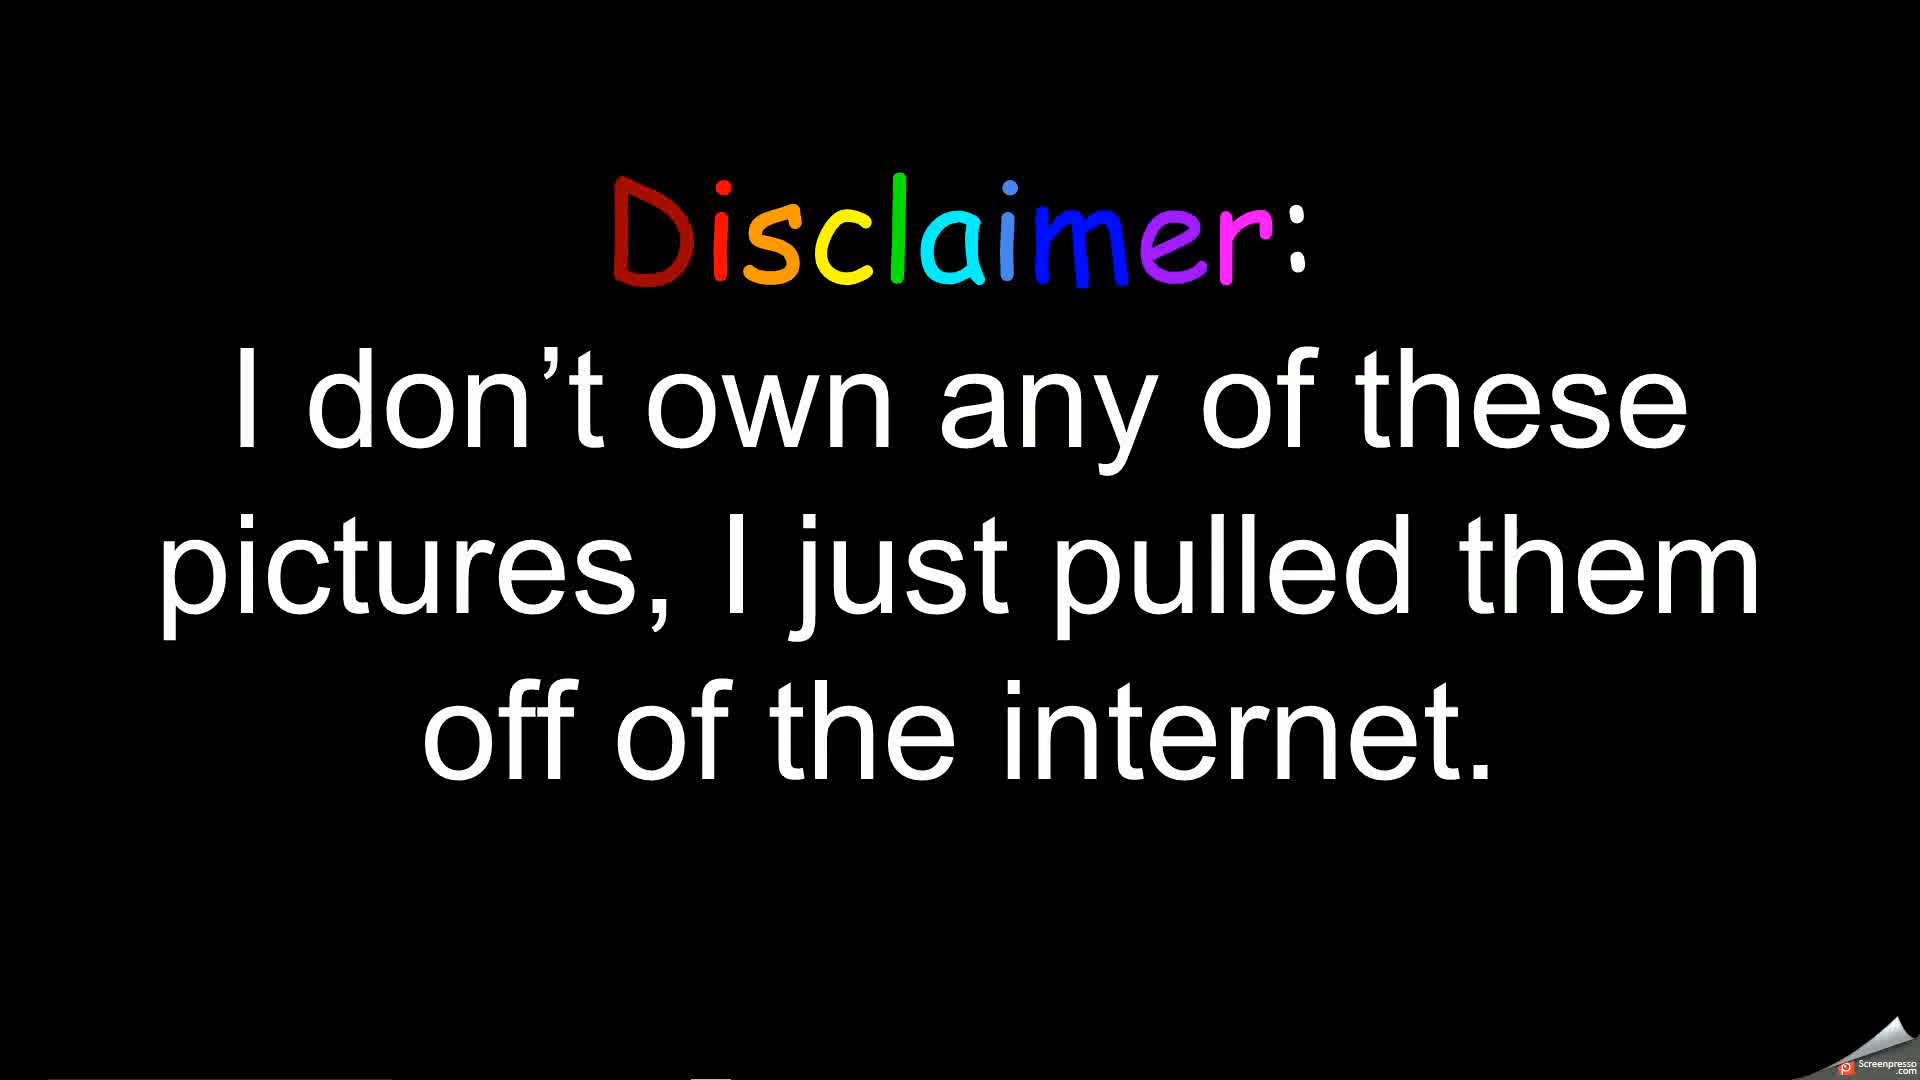 Disclaimer:
I don’t own any of these
pictures, I just pulled them
off of the internet.
Screenpresso
.com